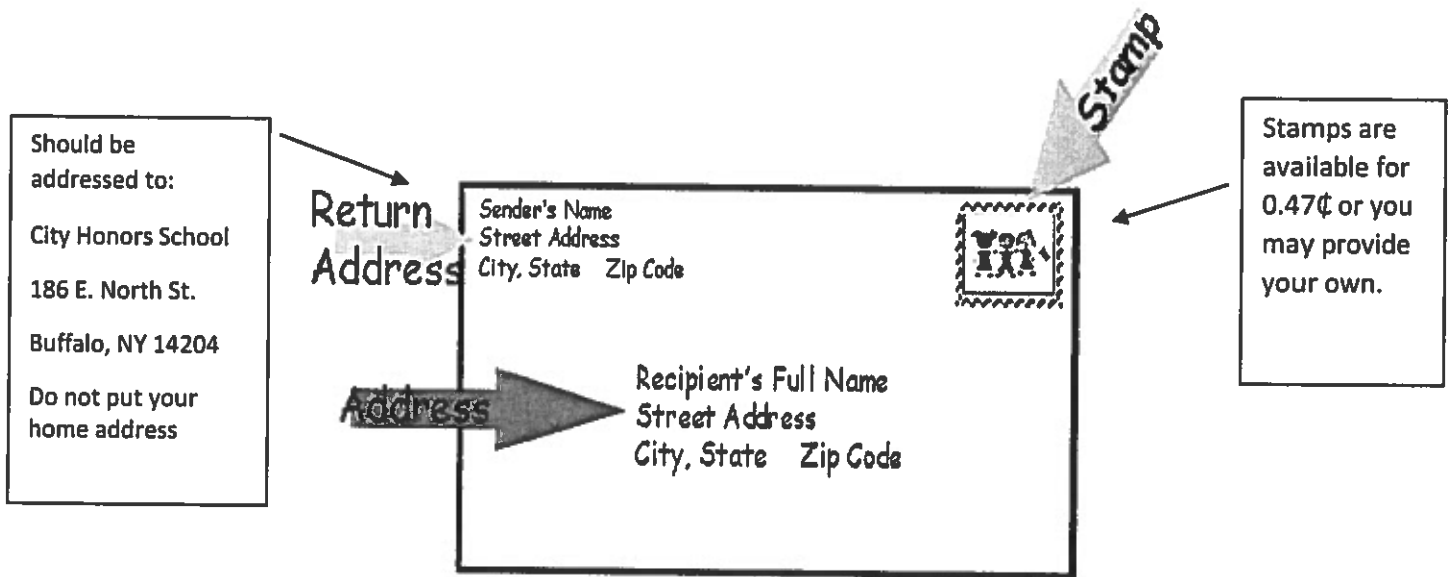 Stamp
Should be
addressed to:
City Honors School
186 E. North St.
Buffalo, NY 14204
Do not put your
home address
Return
Address
Sender's Name
Street Address
City, State Zip Code
Stamps are
available for
0.47₵ or you
may provide
your own.
Address
Recipient's Full Name
Street Address
City, State Zip Code